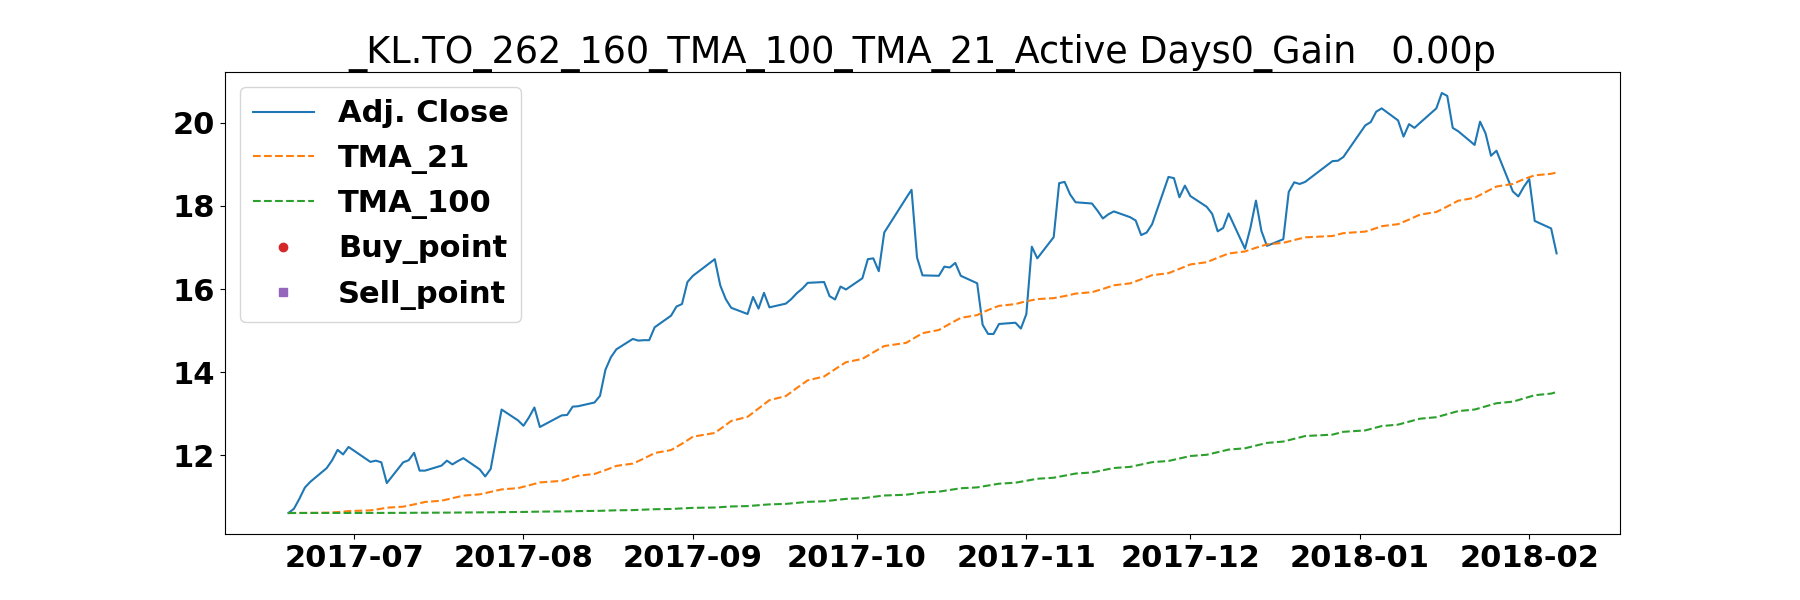 _KL.TO_262_160_TMA_100_TMA_21_Active Days0_Gain   0.00p
Adj. Close
TMA_21
TMA_100
Buy_point
Sell_point
20
18
16
14
12
2017-07 2017-08 2017-09 2017-10 2017-11 2017-12 2018-01 2018-02